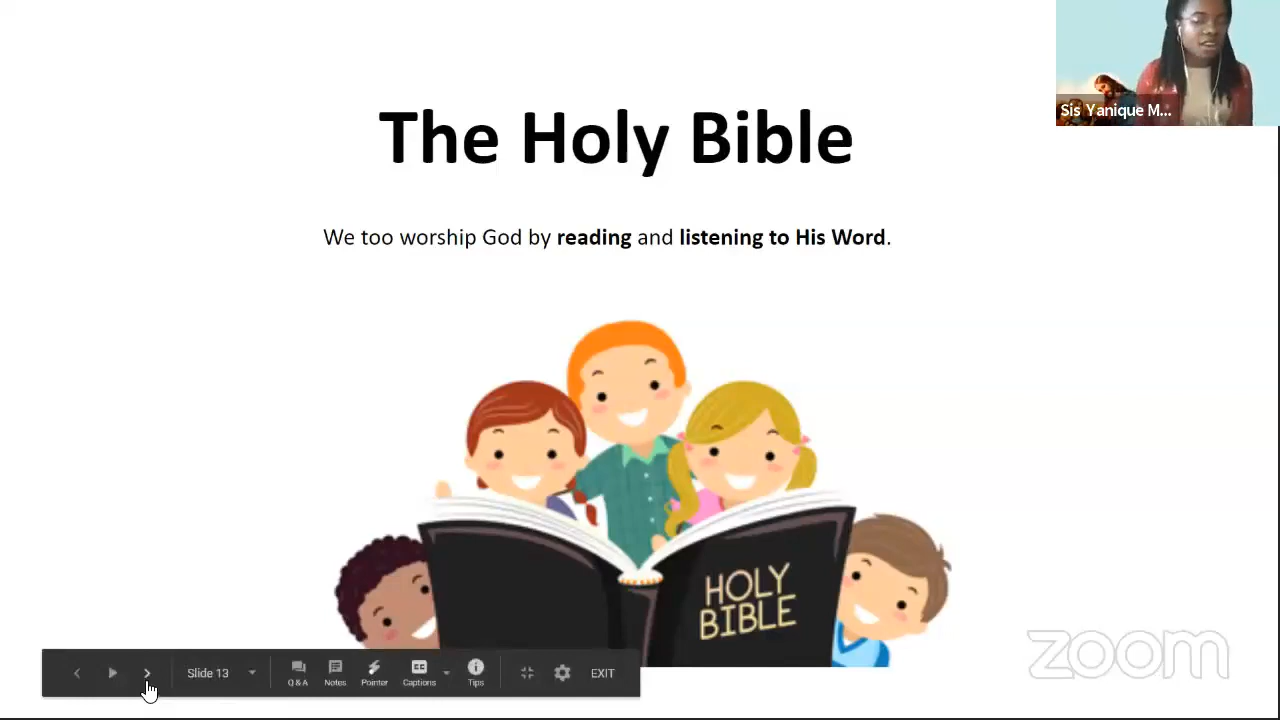 The Holy Bible
Sis Yanique M...
We too worship God by reading and listening to His Word.
HOLY
BIBLE
zoom
Slide 13
Q & A
Notes
Pointer
CC
Captions
Tips
EXIT